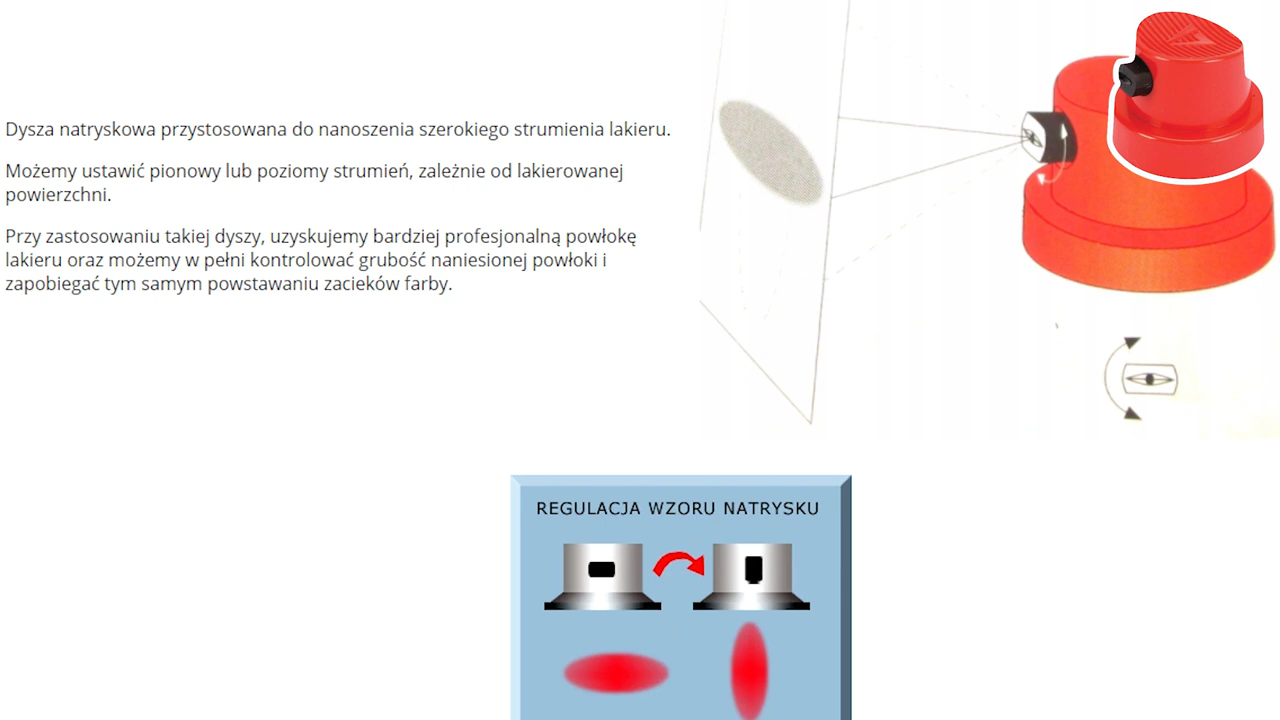 Dysza natryskowa przystosowana do nanoszenia szerokiego strumienia lakieru.
Możemy ustawić pionowy lub poziomy strumień, zależnie od lakierowanej
powierzchni.
Przy zastosowaniu takiej dyszy, uzyskujemy bardziej profesjonalną powłokę
lakieru oraz możemy w pełni kontrolować grubość naniesionej powłoki i
zapobiegać tym samym powstawaniu zacieków farby.
REGULACJA WZORU NATRYSKU